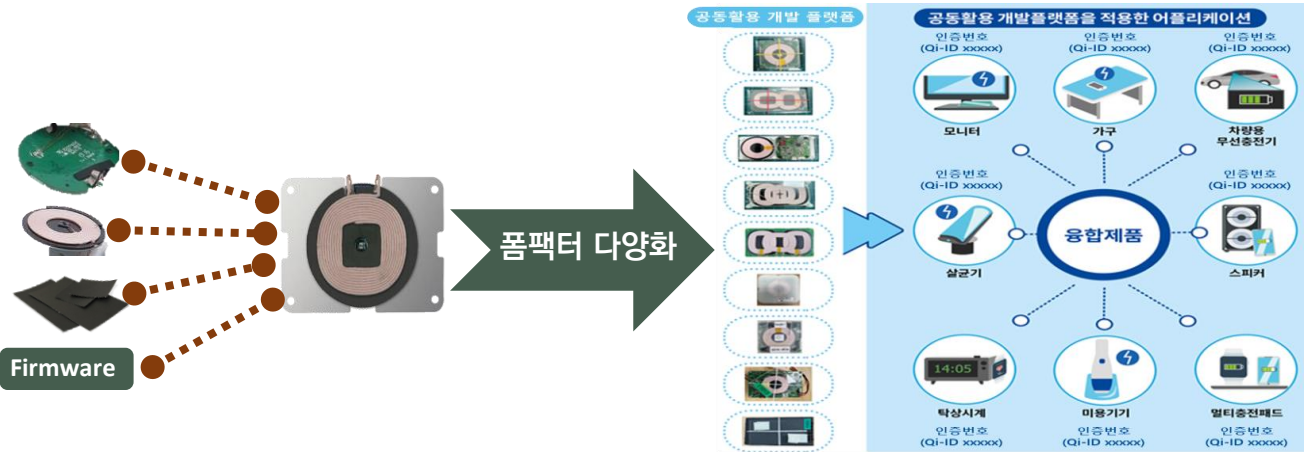 Firmware
폼팩터 다양화
공동활용 개발 플랫폼
공동활용 개발플랫폼을 적용한 어플리케이션
인증번호
(Qi-ID xxxxx)
모니터
인증번호
(Qi-ID xxxxx)
가구
인증번호
(Qi-ID xxxxx)
차량용
무선충전기
인증번호
(Qi-ID xxxxx)
살균기
융합제품
인증번호
(Qi-ID xxxxx)
스피커
14:05
탁상시계
인증번호
(Qi-ID xxxxx)
미용기기
인증번호
(Qi-ID xxxxx)
멀티충전패드
인증번호
(Qi-ID xxxxx)